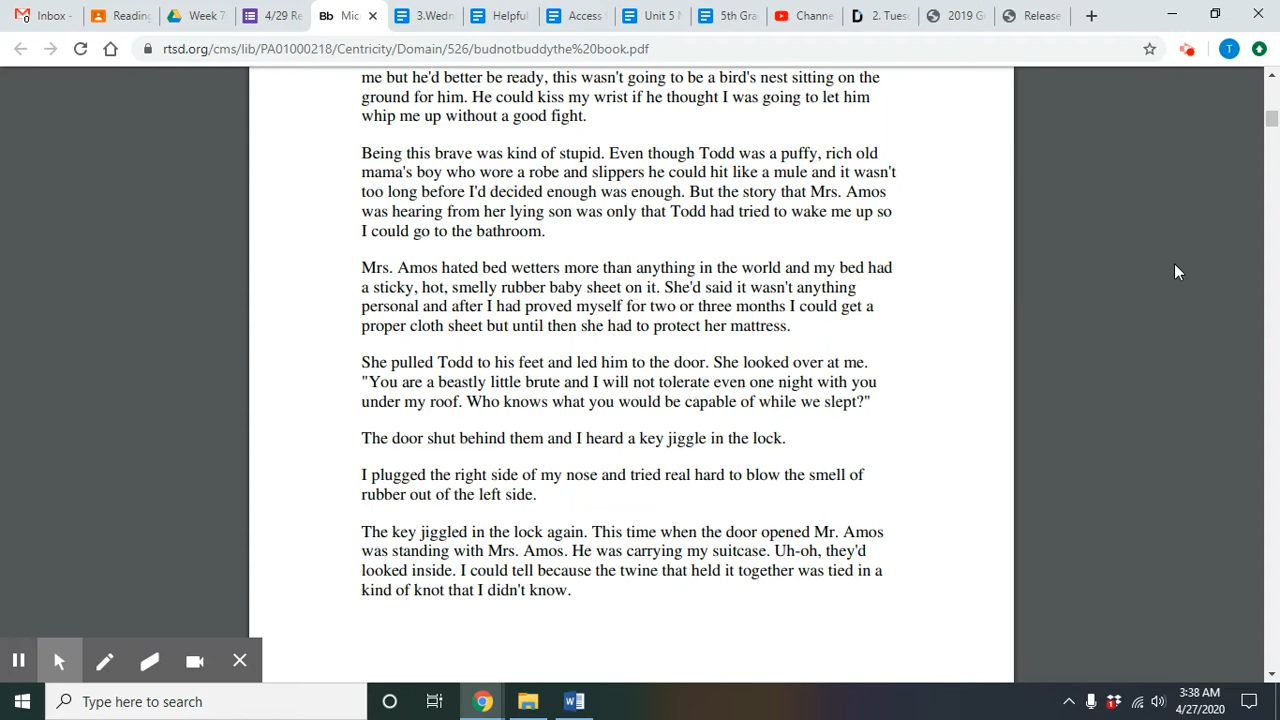 Inbox -
Reading
Week 7
4/28 R
Bb Mic
3.Wedn
Helpful
Access
Unit 5 M
5th Gra
Channe
2. Tues
2019 G
Release
rtsd.org/cms/lib/PA01000218/Centricity/Domain/526/budnotbuddythe%20book.pdf
T
me but he'd better be ready, this wasn't going to be a bird's nest sitting on the
ground for him. He could kiss my wrist if he thought I was going to let him
whip me up without a good fight.
Being this brave was kind of stupid. Even though Todd was a puffy, rich old
mama's boy who wore a robe and slippers he could hit like a mule and it wasn't
too long before I'd decided enough was enough. But the story that Mrs. Amos
was hearing from her lying son was only that Todd had tried to wake me up so
I could go to the bathroom.
Mrs. Amos hated bed wetters more than anything in the world and my bed had
a sticky, hot, smelly rubber baby sheet on it. She'd said it wasn't anything
personal and after I had proved myself for two or three months I could get a
proper cloth sheet but until then she had to protect her mattress.
She pulled Todd to his feet and led him to the door. She looked over at me.
"You are a beastly little brute and I will not tolerate even one night with you
under my roof. Who knows what you would be capable of while we slept?"
The door shut behind them and I heard a key jiggle in the lock.
I plugged the right side of my nose and tried real hard to blow the smell of
rubber out of the left side.
The key jiggled in the lock again. This time when the door opened Mr. Amos
was standing with Mrs. Amos. He was carrying my suitcase. Uh-oh, they'd
looked inside. I could tell because the twine that held it together was tied in a
kind of knot that I didn't know.
Type here to search
3:38 AM
4/27/2020